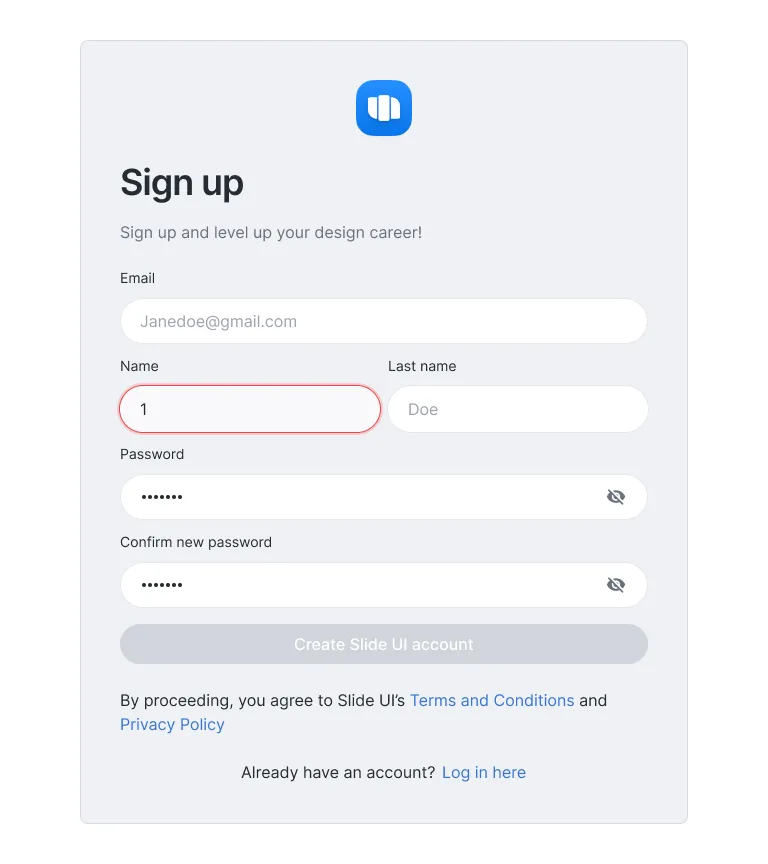 Sign up
Sign up and level up your design career!
Email
Janedoe@gmail.com
Name
Last name
1
Doe
Password
•••••••
Confirm new password
•••••••
Create Slide UI account
By proceeding, you agree to Slide UI’s Terms and Conditions and
Privacy Policy
Already have an account? Log in here